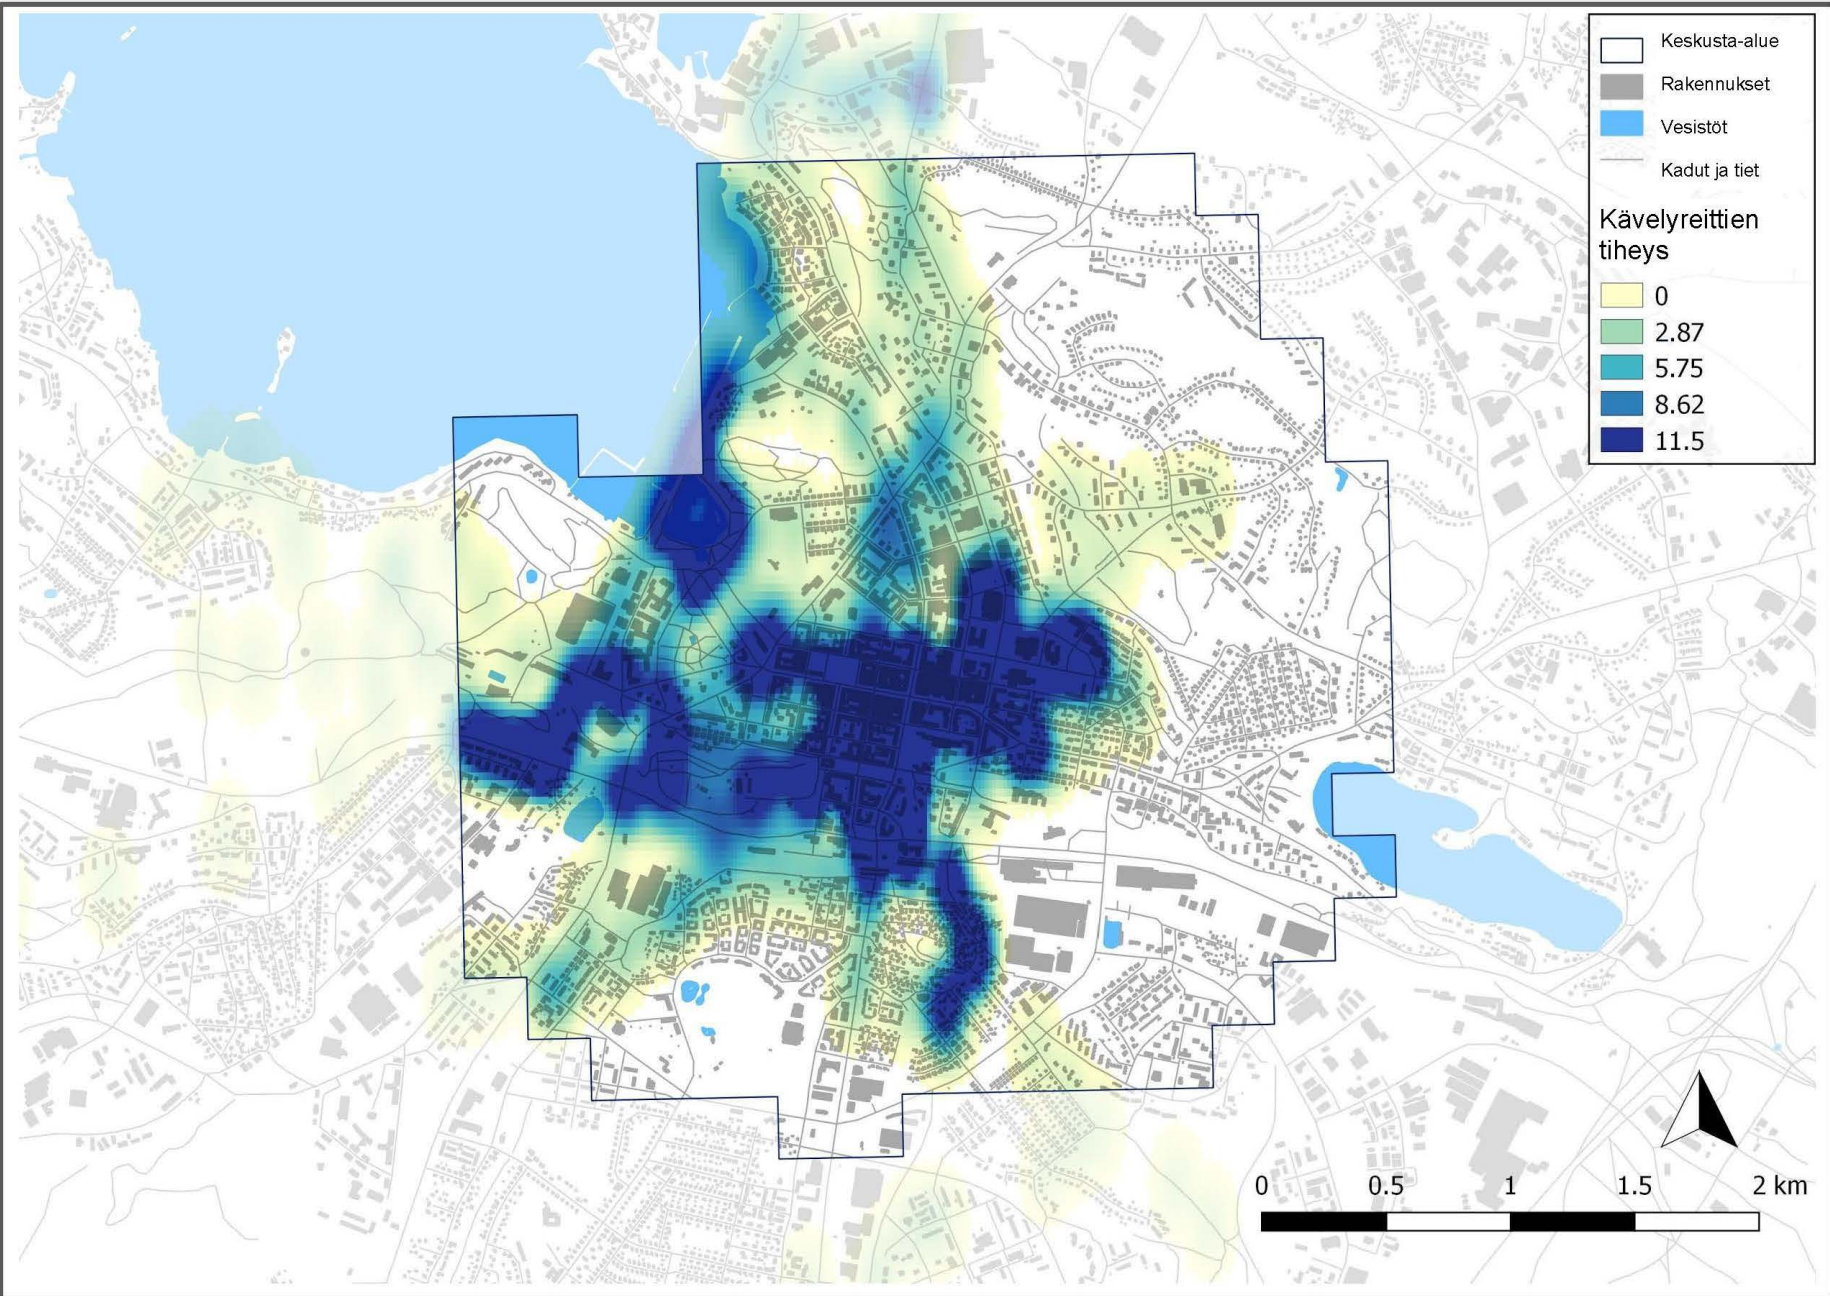 Keskusta-alue
Rakennukset
Vesistöt
Kadut ja tiet
Kävelyreittien
tiheys
0
2.87
5.75
8.62
11.5
0 0.5 1 1.5 2 km